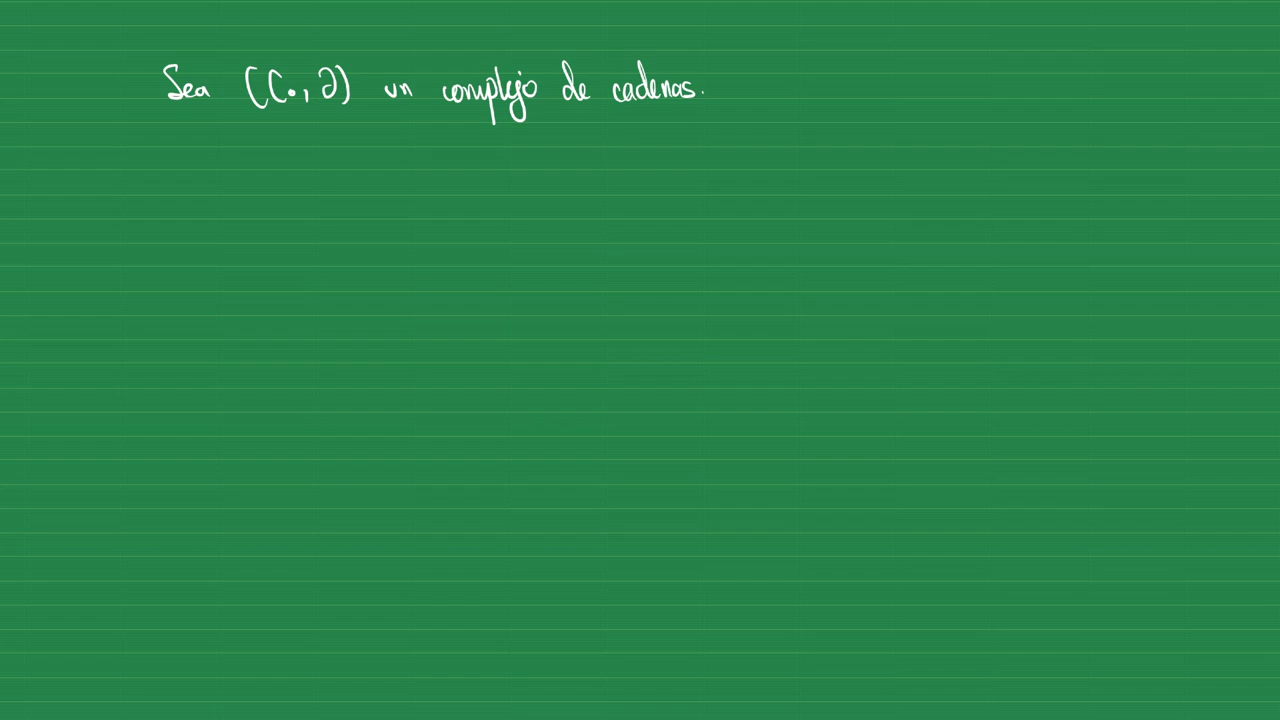 Sea (C•, ∂) un complejo de cadenas.